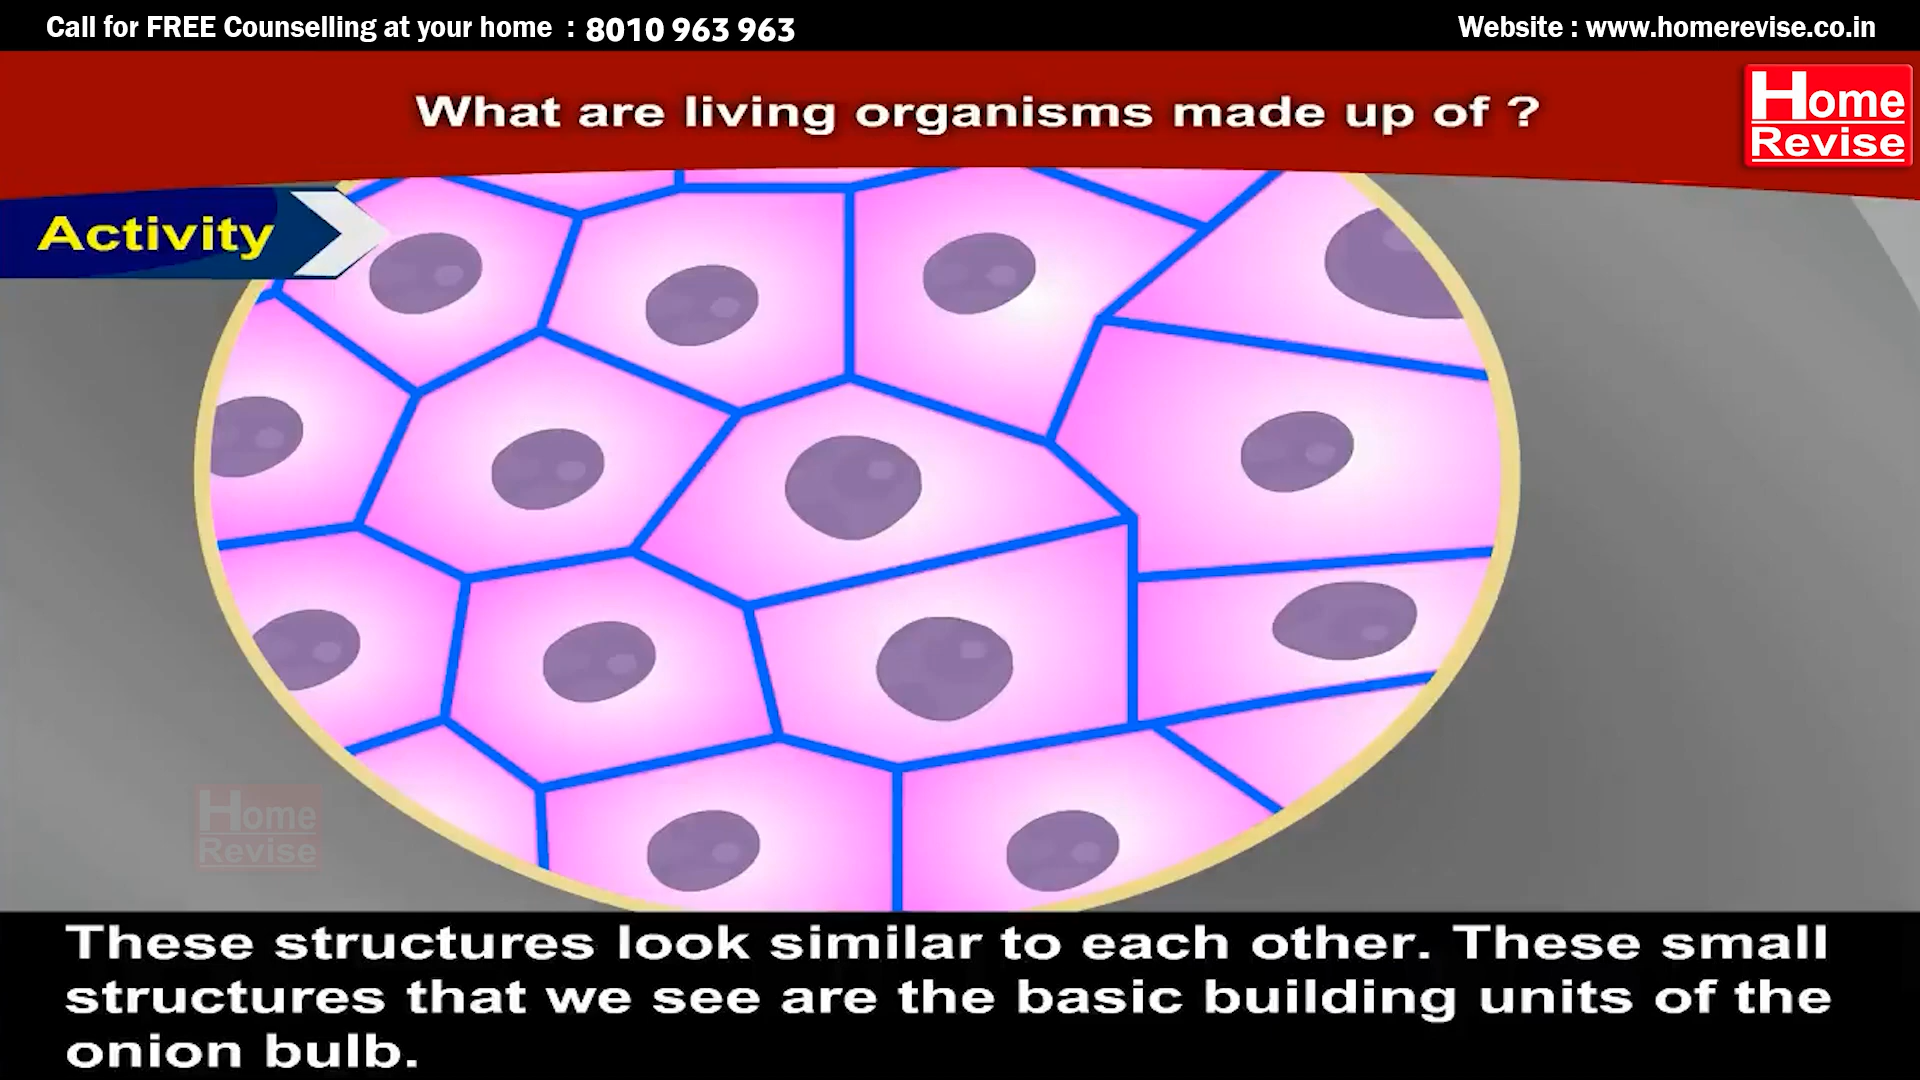 Call for FREE Counselling at your home : 8010 963 963
Website : www.homerevise.co.in
What are living organisms made up of ?
Home
Revise
Activity
Home
Revise
These structures look similar to each other. These small
structures that we see are the basic building units of the
onion bulb.